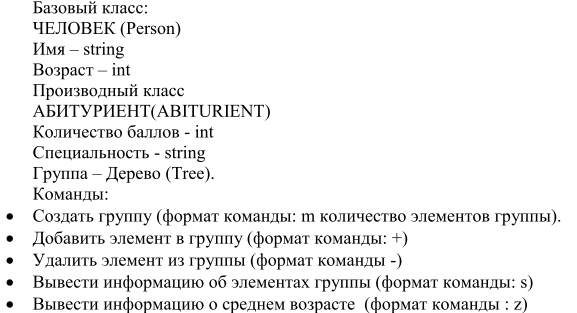 Базовый класс:
ЧЕЛОВЕК (Person)
Имя – string
Возраст – int
Производный класс
АБИТУРИЕНТ(ABITURIENT)
Количество баллов - int
Специальность - string
Группа – Дерево (Tree).
Команды:
• Создать группу (формат команды: m количество элементов группы).
• Добавить элемент в группу (формат команды: +)
• Удалить элемент из группы (формат команды -)
• Вывести информацию об элементах группы (формат команды: s)
• Вывести информацию о среднем возрасте (формат команды : z)